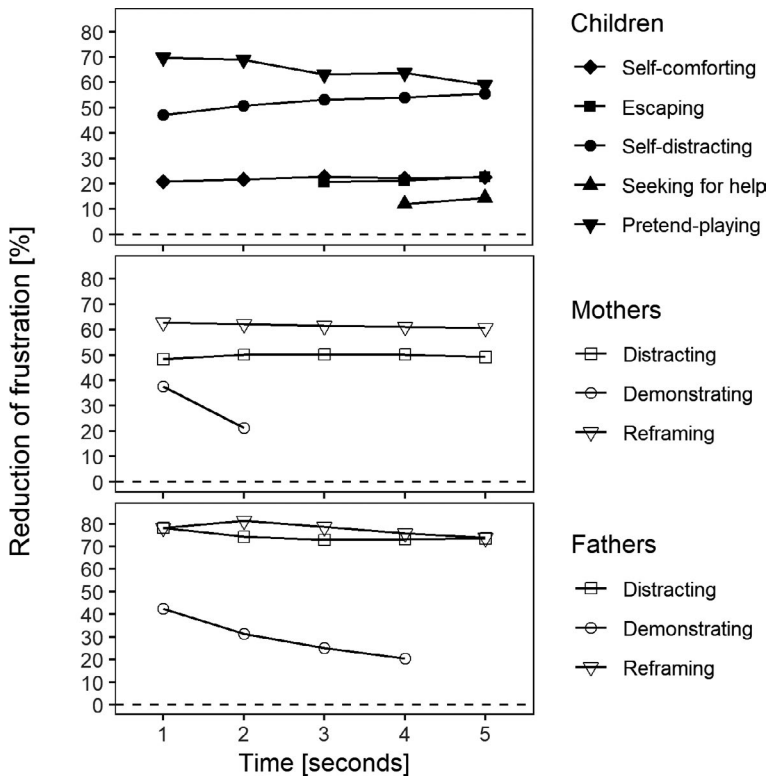 Reduction of frustration [%]
80
70
60
50
40
30
20
10
0
Children
Self-comforting
Escaping
Self-distracting
Seeking for help
Pretend-playing
80
70
60
50
40
30
20
10
0
Mothers
Distracting
Demonstrating
Reframing
80
70
60
50
40
30
20
10
0
Fathers
Distracting
Demonstrating
Reframing
1 2 3 4 5
Time [seconds]